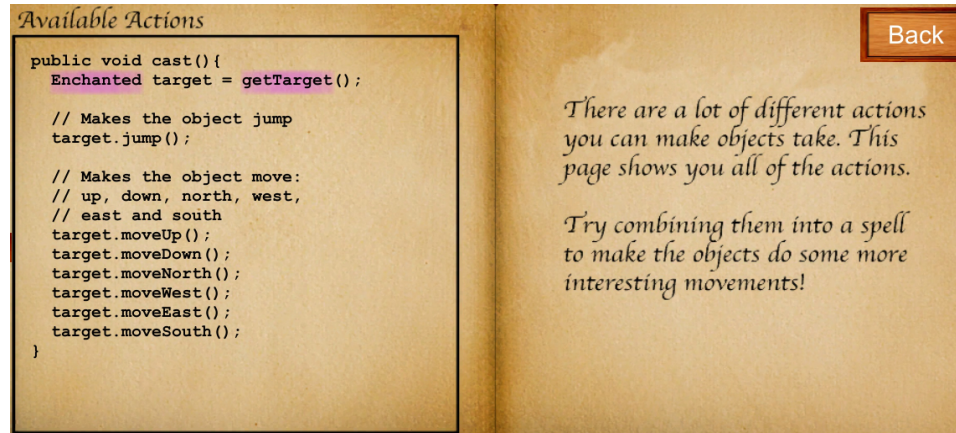 Available Actions
public void cast(){
Enchanted target = getTarget();
// Makes the object jump
target.jump();
// Makes the object move:
// up, down, north, west,
// east and south
target.moveUp();
target.moveDown();
target.moveNorth();
target.moveWest();
target.moveEast();
target.moveSouth();
}
Back
There are a lot of different actions
you can make objects take. This
page shows you all of the actions.
Try combining them into a spell
to make the objects do some more
interesting movements!